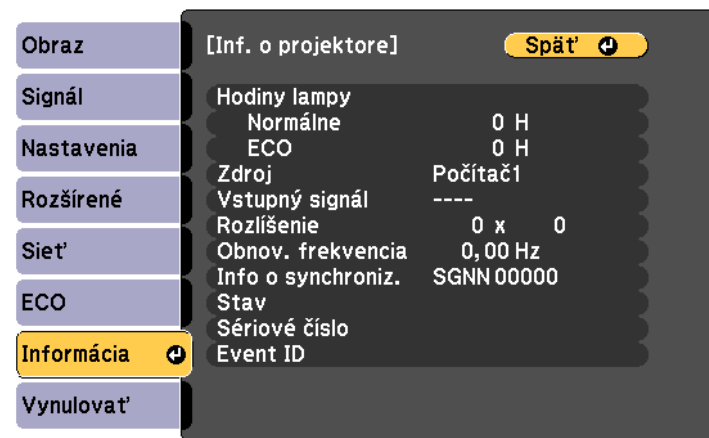 Obraz
Signál
Nastavenia
Rozšírené
Sieť
ECO
Informácia
Vynulovať
[Inf. o projektore]
Späť
Hodiny lampy
Normálne 0 H
ECO 0 H
Zdroj Počítač1
Vstupný signál ----
Rozlíšenie 0 x 0
Obnov. frekvencia 0,00 Hz
Info o synchroniz. SGNN 00000
Stav
Sériové číslo
Event ID